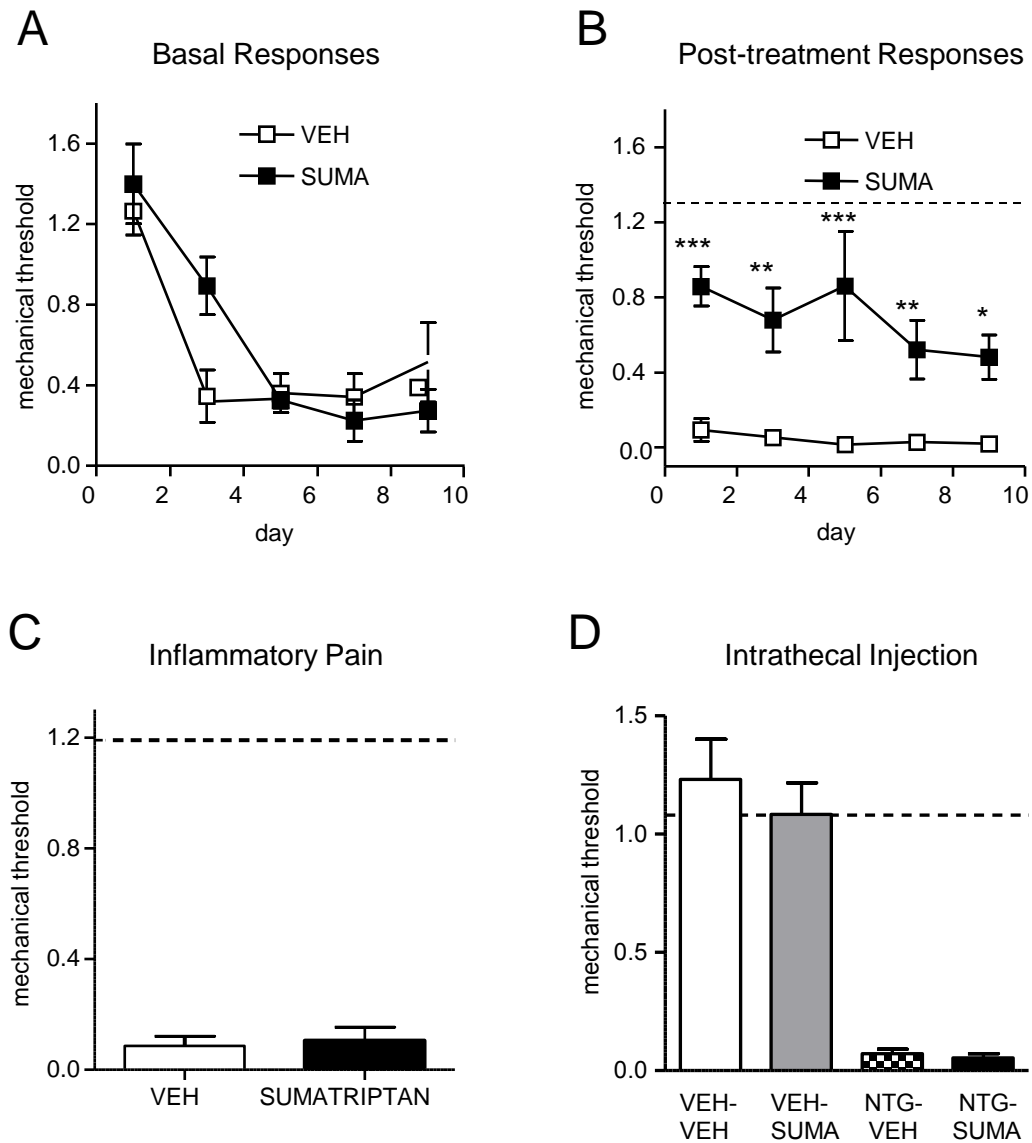 A
Basal Responses
mechanical threshold
1.6
1.2
0.8
0.4
0.0
VEH
SUMA
0 2 4 6 8 10
day
B
Post-treatment Responses
mechanical threshold
1.6
1.2
0.8
0.4
0.0
VEH
SUMA
*** ** *** ** *
0 2 4 6 8 10
day
C
Inflammatory Pain
mechanical threshold
1.2
0.8
0.4
0.0
VEH SUMATRIPTAN
D
Intrathecal Injection
mechanical threshold
1.5
1.0
0.5
0.0
VEH- VEH- NTG- NTG-
VEH SUMA VEH SUMA